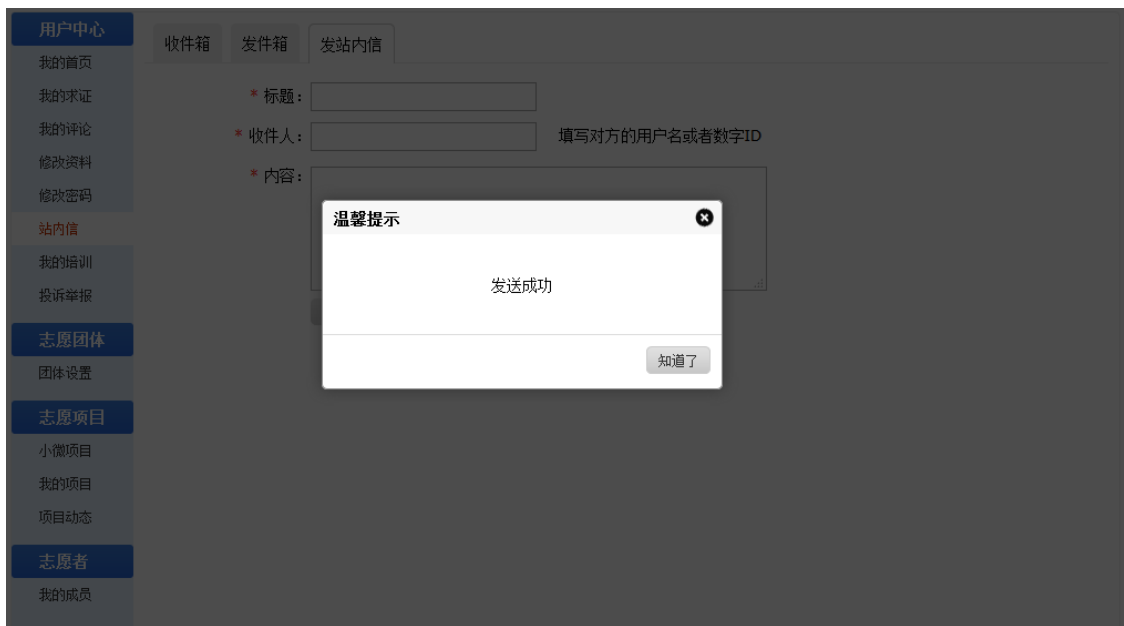 用户中心
我的首页
我的求证
我的评论
修改资料
修改密码
站内信
我的培训
投诉举报
志愿团体
团体设置
志愿项目
小微项目
我的项目
项目动态
志愿者
我的成员
收件箱 发件箱 发站内信
* 标题：
* 收件人： 填写对方的用户名或者数字ID
* 内容：
温馨提示
发送成功
知道了